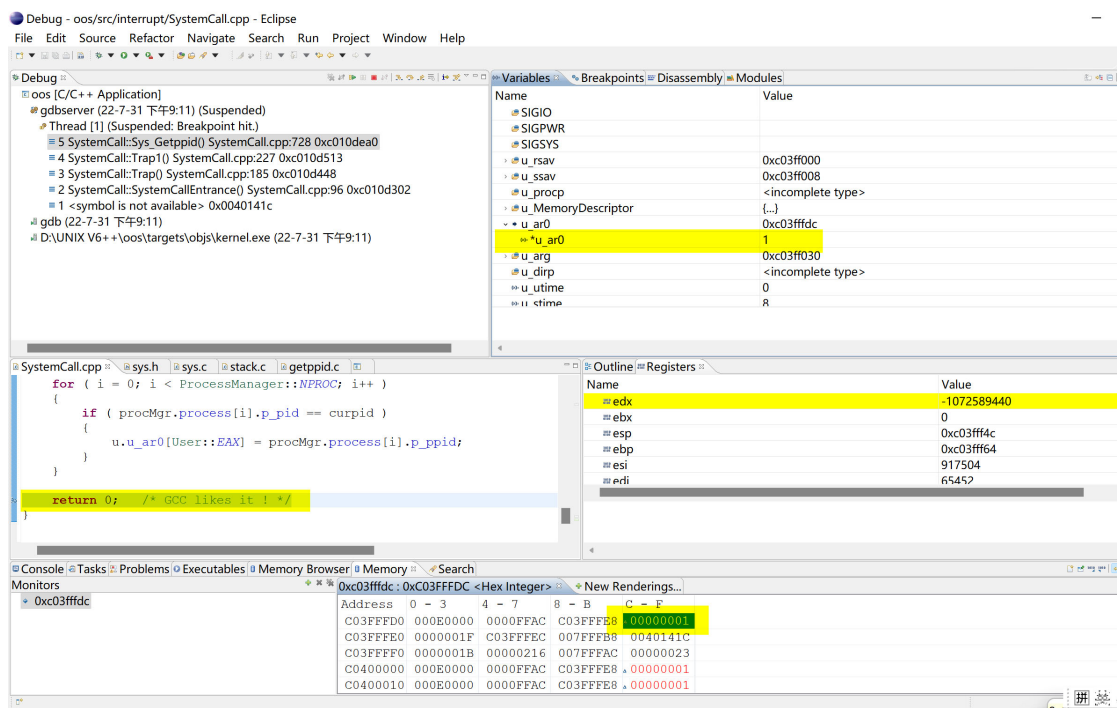 Debug - oos/src/interrupt/SystemCall.cpp - Eclipse
File Edit Source Refactor Navigate Search Run Project Window Help
Debug
oos [C/C++ Application]
gdbserver (22-7-31 下午9:11) (Suspended)
Thread [1] (Suspended: Breakpoint hit.)
5 SystemCall::Sys_Getppid() SystemCall.cpp:728 0xc010dea0
4 SystemCall::Trap1() SystemCall.cpp:227 0xc010d513
3 SystemCall::Trap() SystemCall.cpp:185 0xc010d448
2 SystemCall::SystemCallEntrance() SystemCall.cpp:96 0xc010d302
1 <symbol is not available> 0x0040141c
gdb (22-7-31 下午9:11)
D:\UNIX V6++\oos\targets\objs\kernel.exe (22-7-31 下午9:11)
Variables Breakpoints Disassembly Modules
Name Value
SIGIO
SIGPWR
SIGSYS
u_rsav 0xc03ff000
u_ssav 0xc03ff008
u_procp <incomplete type>
u_MemoryDescriptor {...}
u_ar0 0xc03fffdc
*u_ar0 1
u_arg 0xc03ff030
u_dirp <incomplete type>
u_utime 0
u_stime 8
SystemCall.cpp sys.h sys.c stack.c getppid.c
for ( i = 0; i < ProcessManager::NPROC; i++ )
{
if ( procMgr.process[i].p_pid == curpid )
{
u.u_ar0[User::EAX] = procMgr.process[i].p_ppid;
}
}
return 0; /* GCC likes it ! */
}
Outline Registers
Name Value
edx -1072589440
ebx 0
esp 0xc03fff4c
ebp 0xc03fff64
esi 917504
edi 65452
Console Tasks Problems Executables Memory Browser Memory Search
Monitors
0xc03fffdc
0xc03fffdc : 0xC03FFFDC <Hex Integer> New Renderings...
Address 0 - 3 4 - 7 8 - B C - F
C03FFFD0 000E0000 0000FFAC C03FFFE8 00000001
C03FFFE0 0000001F C03FFFEC 007FFFB8 0040141C
C03FFFF0 0000001B 00000216 007FFFAC 00000023
C0400000 000E0000 0000FFAC C03FFFE8 00000001
C0400010 000E0000 0000FFAC C03FFFE8 00000001
拼